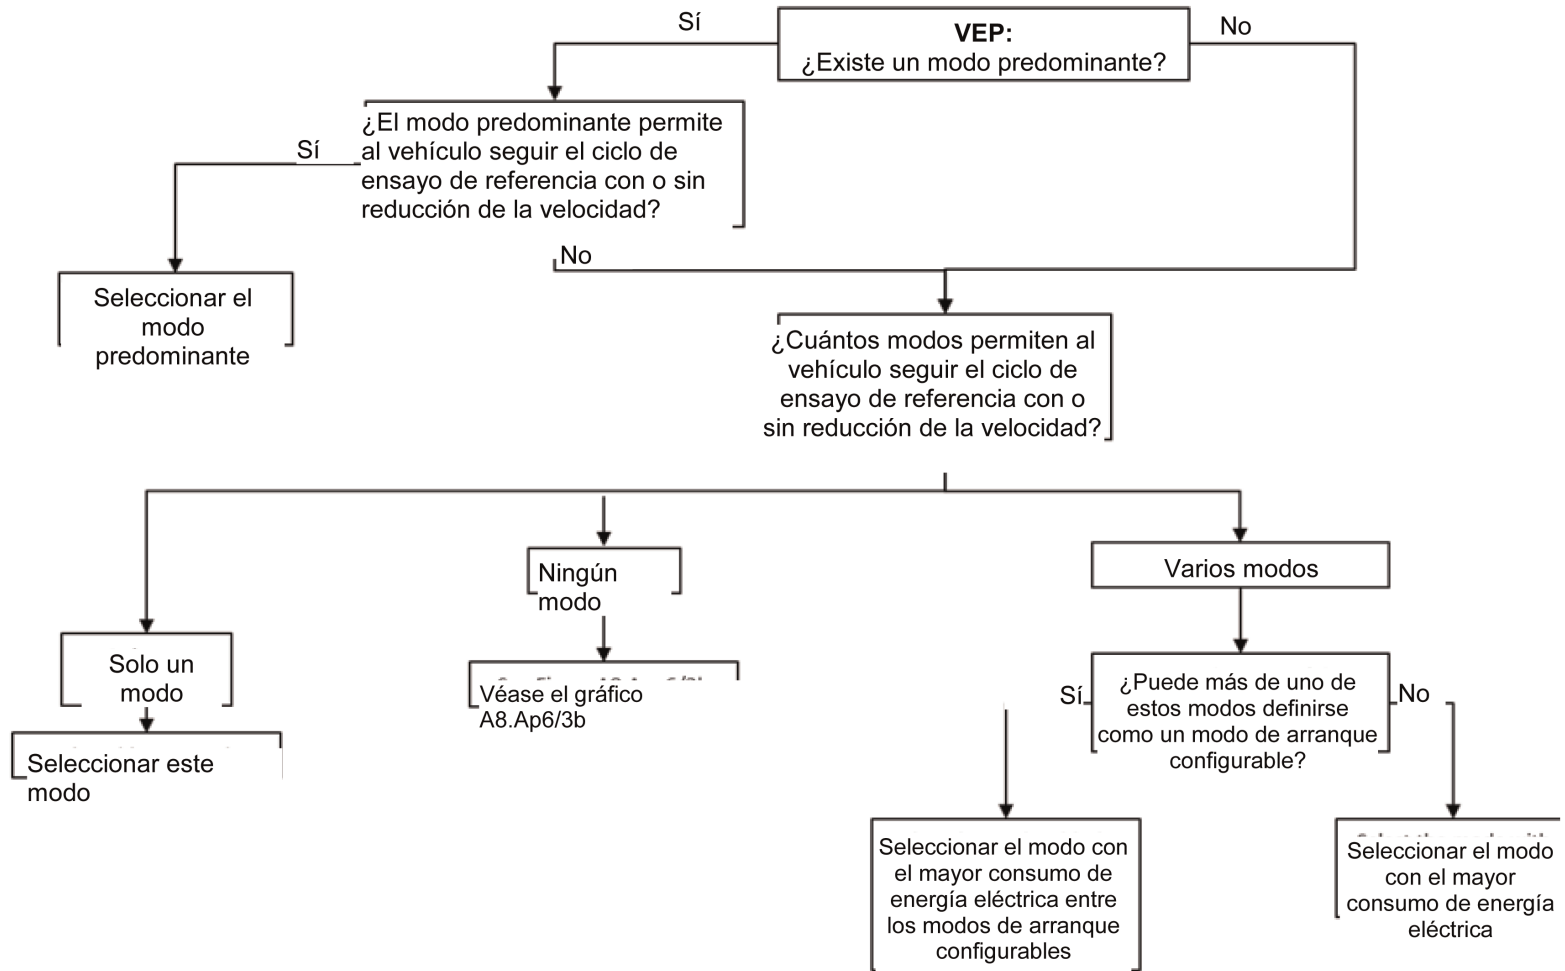 Sí
VEP:
No
¿Existe un modo predominante?
¿El modo predominante permite
al vehículo seguir el ciclo de
ensayo de referencia con o sin
reducción de la velocidad?
Sí
No
Seleccionar el
modo
predominante
¿Cuántos modos permiten al
vehículo seguir el ciclo de
ensayo de referencia con o
sin reducción de la velocidad?
Ningún
modo
Varios modos
Solo un
modo
Véase el gráfico
A8.Ap6/3b
Sí
¿Puede más de uno de
estos modos definirse
como un modo de arranque
configurable?
No
Seleccionar este
modo
Seleccionar el modo con
el mayor consumo de
energía eléctrica entre
los modos de arranque
configurables
Seleccionar el modo
con el mayor
consumo de energía
eléctrica